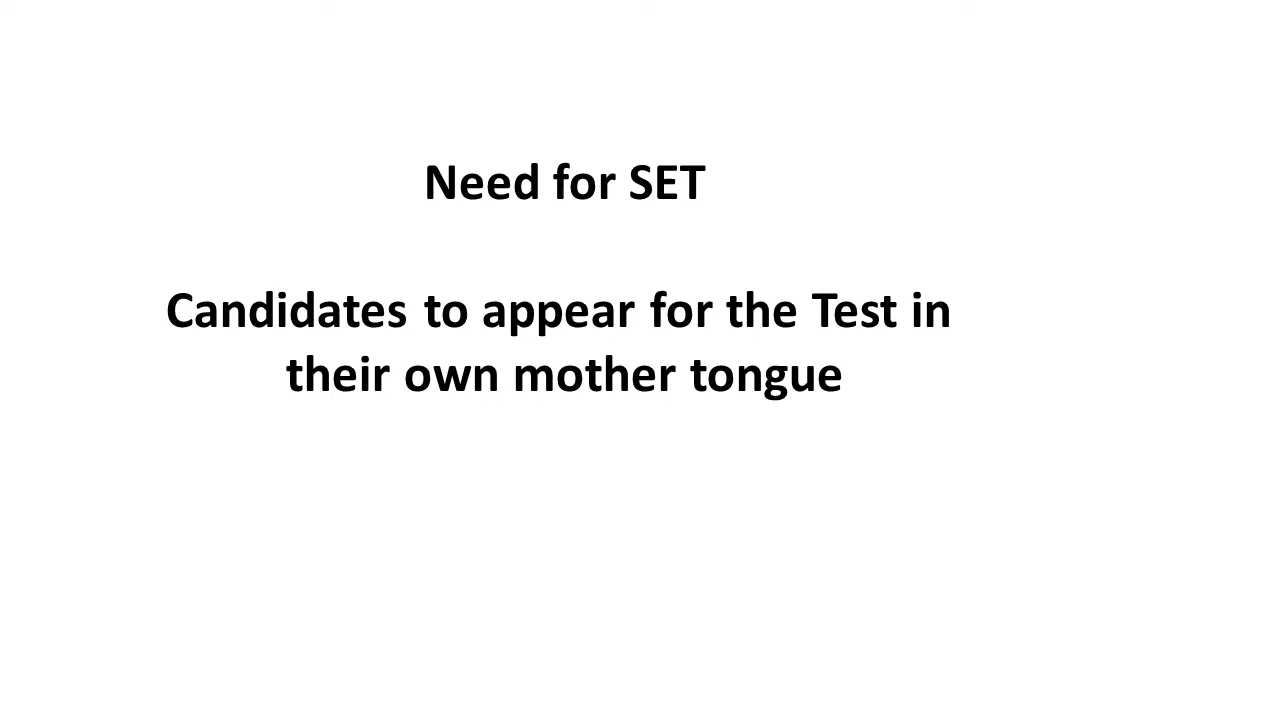 Need for SET
Candidates to appear for the Test in
their own mother tongue